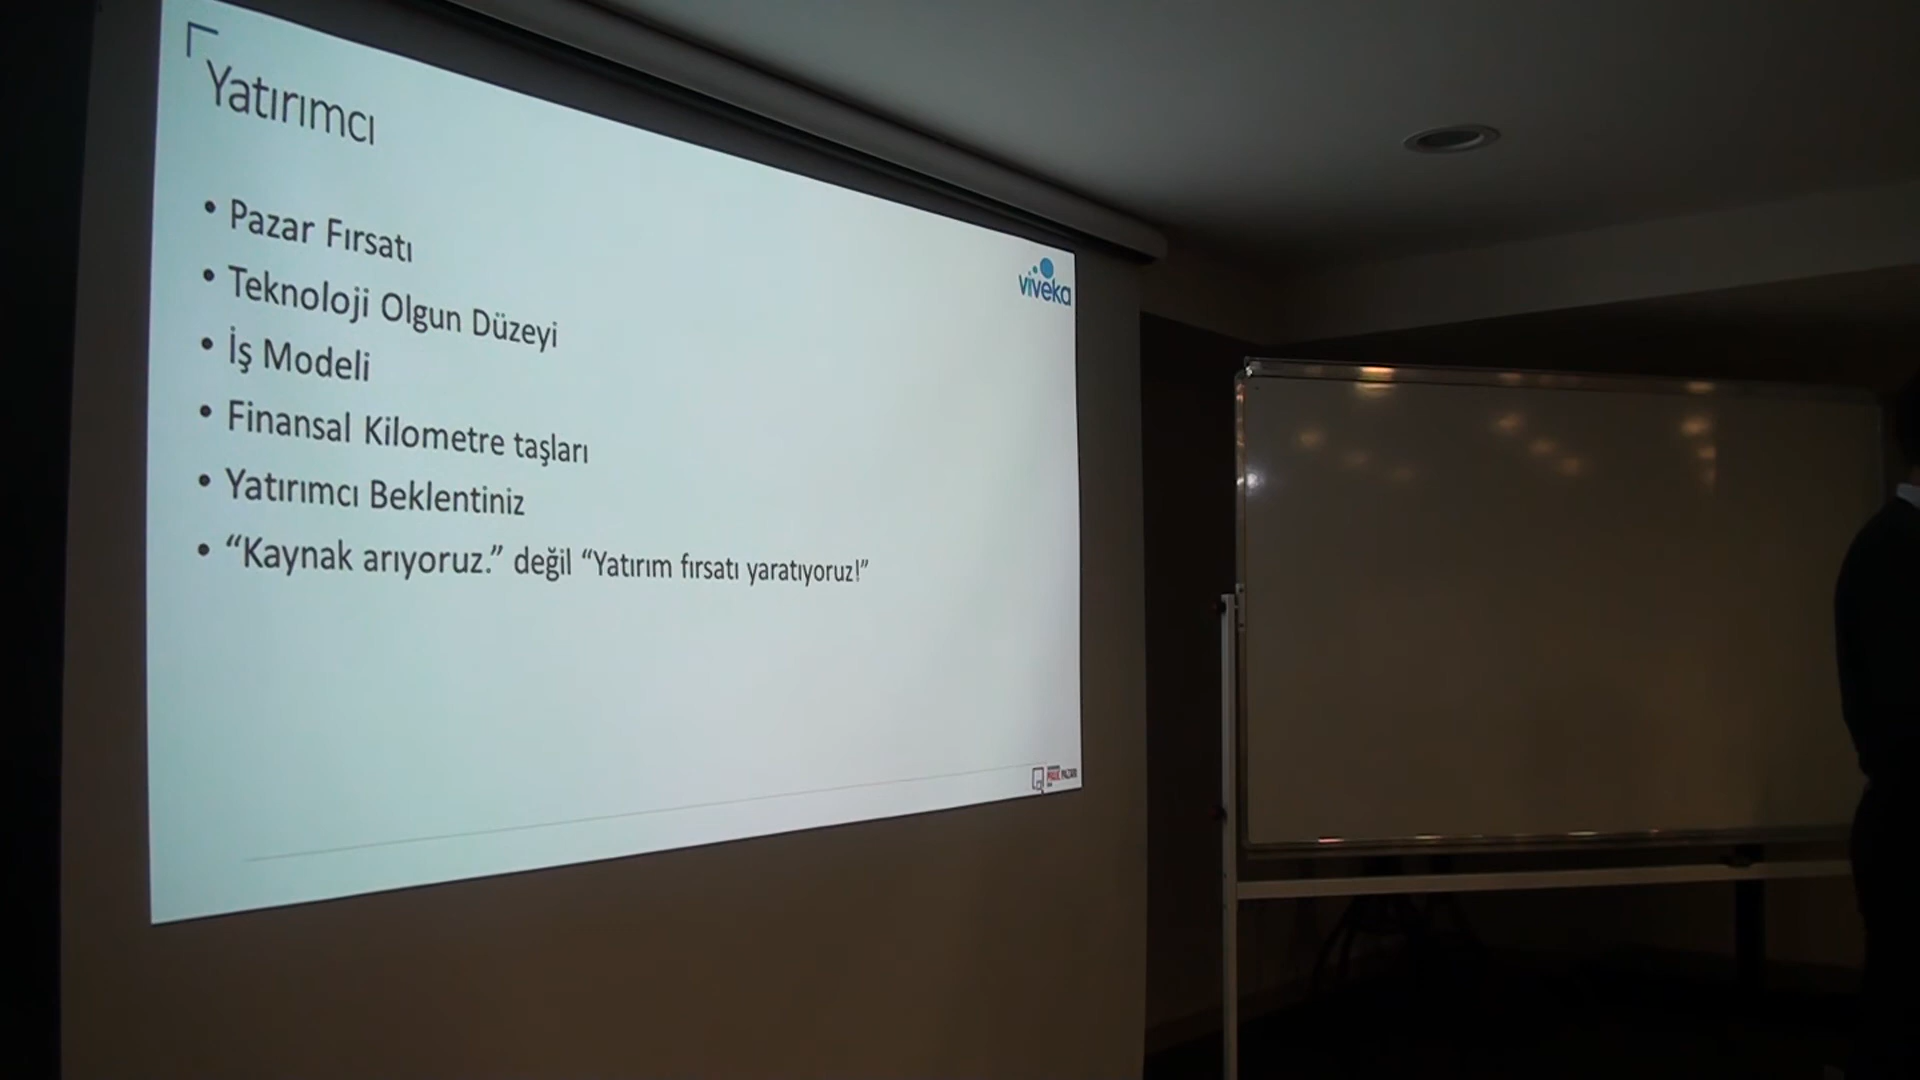 Yatırımcı
• Pazar Fırsatı
• Teknoloji Olgun Düzeyi
• İş Modeli
• Finansal Kilometre taşları
• Yatırımcı Beklentiniz
• “Kaynak arıyoruz.” değil “Yatırım fırsatı yaratıyoruz!”
viveka
PAZARI